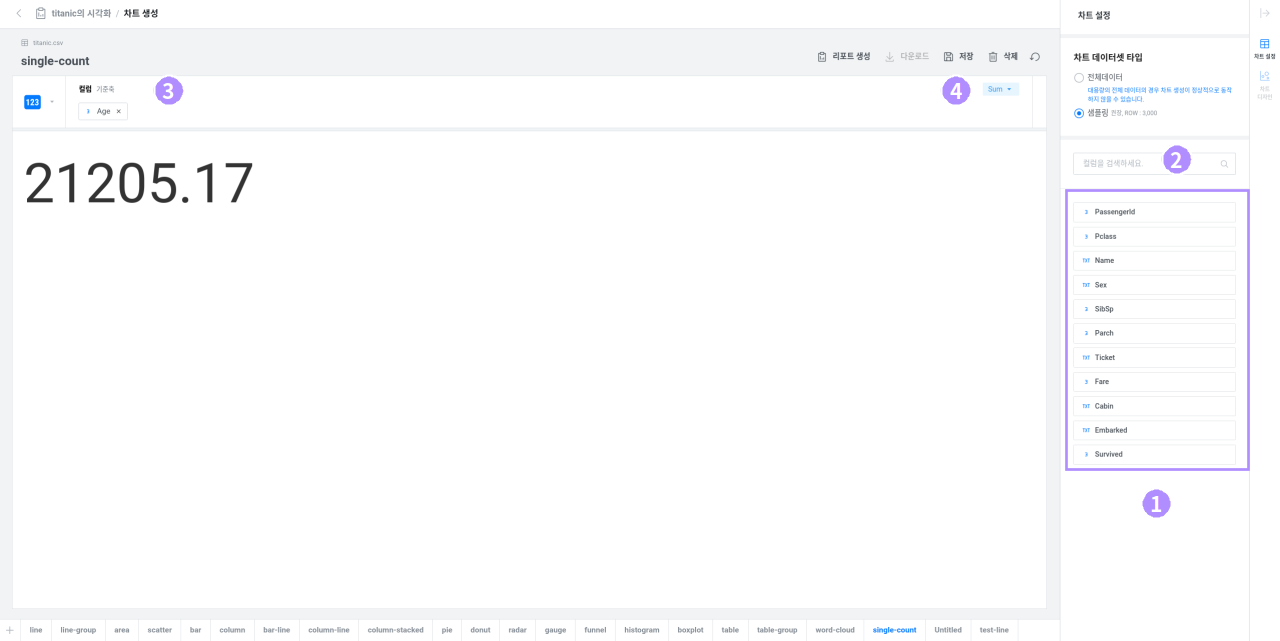 titanic의 시각화 / 차트 생성
titanic.csv
single-count
리포트 생성
다운로드
저장
삭제
123
컬럼 기준축
3
3 Age ×
4
Sum
21205.17
차트 설정
차트 데이터셋 타입
전체데이터
대용량의 전체 데이터의 경우 차트 생성이 정상적으로 동작
하지 않을 수 있습니다.
샘플링 권장, ROW : 3,000
컬럼을 검색하세요.
2
3 PassengerId
3 Pclass
TXT Name
TXT Sex
3 SibSp
3 Parch
TXT Ticket
3 Fare
TXT Cabin
TXT Embarked
3 Survived
1
차트 설정
차트
디자인
+ line line-group area scatter bar column bar-line column-line column-stacked pie donut radar gauge funnel histogram boxplot table table-group word-cloud single-count Untitled test-line